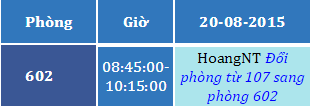 Phòng Giờ 20-08-2015
602 08:45:00-10:15:00 HoangNT Đổi phòng từ 107 sang phòng 602